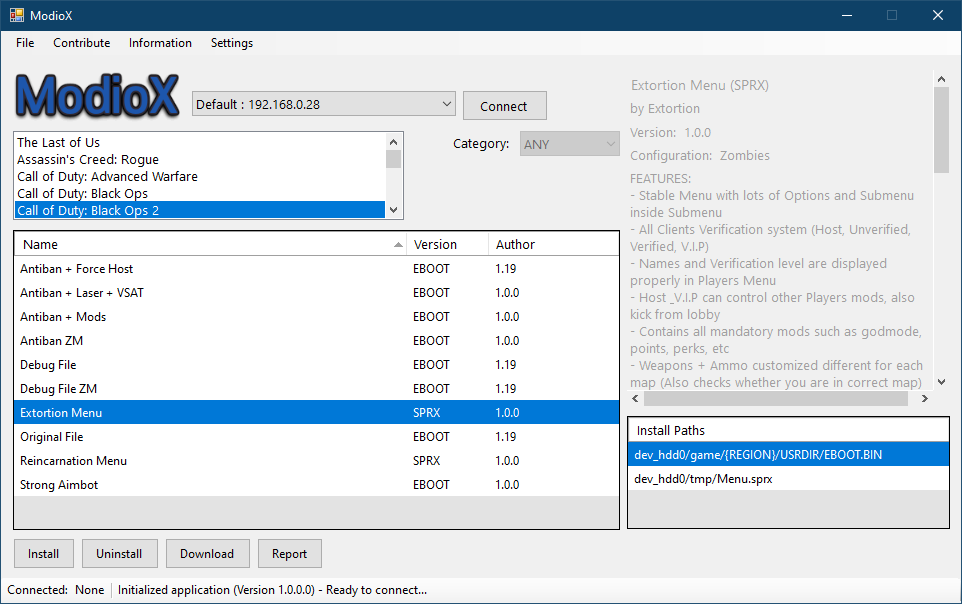 ModioX
File Contribute Information Settings
ModioX
Default : 192.168.0.28
Connect
The Last of Us
Assassin's Creed: Rogue
Call of Duty: Advanced Warfare
Call of Duty: Black Ops
Call of Duty: Black Ops 2
Category: ANY
Name Version Author
Antiban + Force Host EBOOT 1.19
Antiban + Laser + VSAT EBOOT 1.0.0
Antiban + Mods EBOOT 1.0.0
Antiban ZM EBOOT 1.0.0
Debug File EBOOT 1.19
Debug File ZM EBOOT 1.19
Extortion Menu SPRX 1.0.0
Original File EBOOT 1.19
Reincarnation Menu SPRX 1.0.0
Strong Aimbot EBOOT 1.0.0
Extortion Menu (SPRX)
by Extortion
Version: 1.0.0
Configuration: Zombies
FEATURES:
- Stable Menu with lots of Options and Submenu
inside Submenu
- All Clients Verification system (Host, Unverified,
Verified, V.I.P)
- Names and Verification level are displayed
properly in Players Menu
- Host _V.I.P can control other Players mods, also
kick from lobby
- Contains all mandatory mods such as godmode,
points, perks, etc
- Weapons + Ammo customized different for each
map (Also checks whether you are in correct map)
Install Paths
dev_hdd0/game/{REGION}/USRDIR/EBOOT.BIN
dev_hdd0/tmp/Menu.sprx
Install Uninstall Download Report
Connected: None Initialized application (Version 1.0.0.0) - Ready to connect...